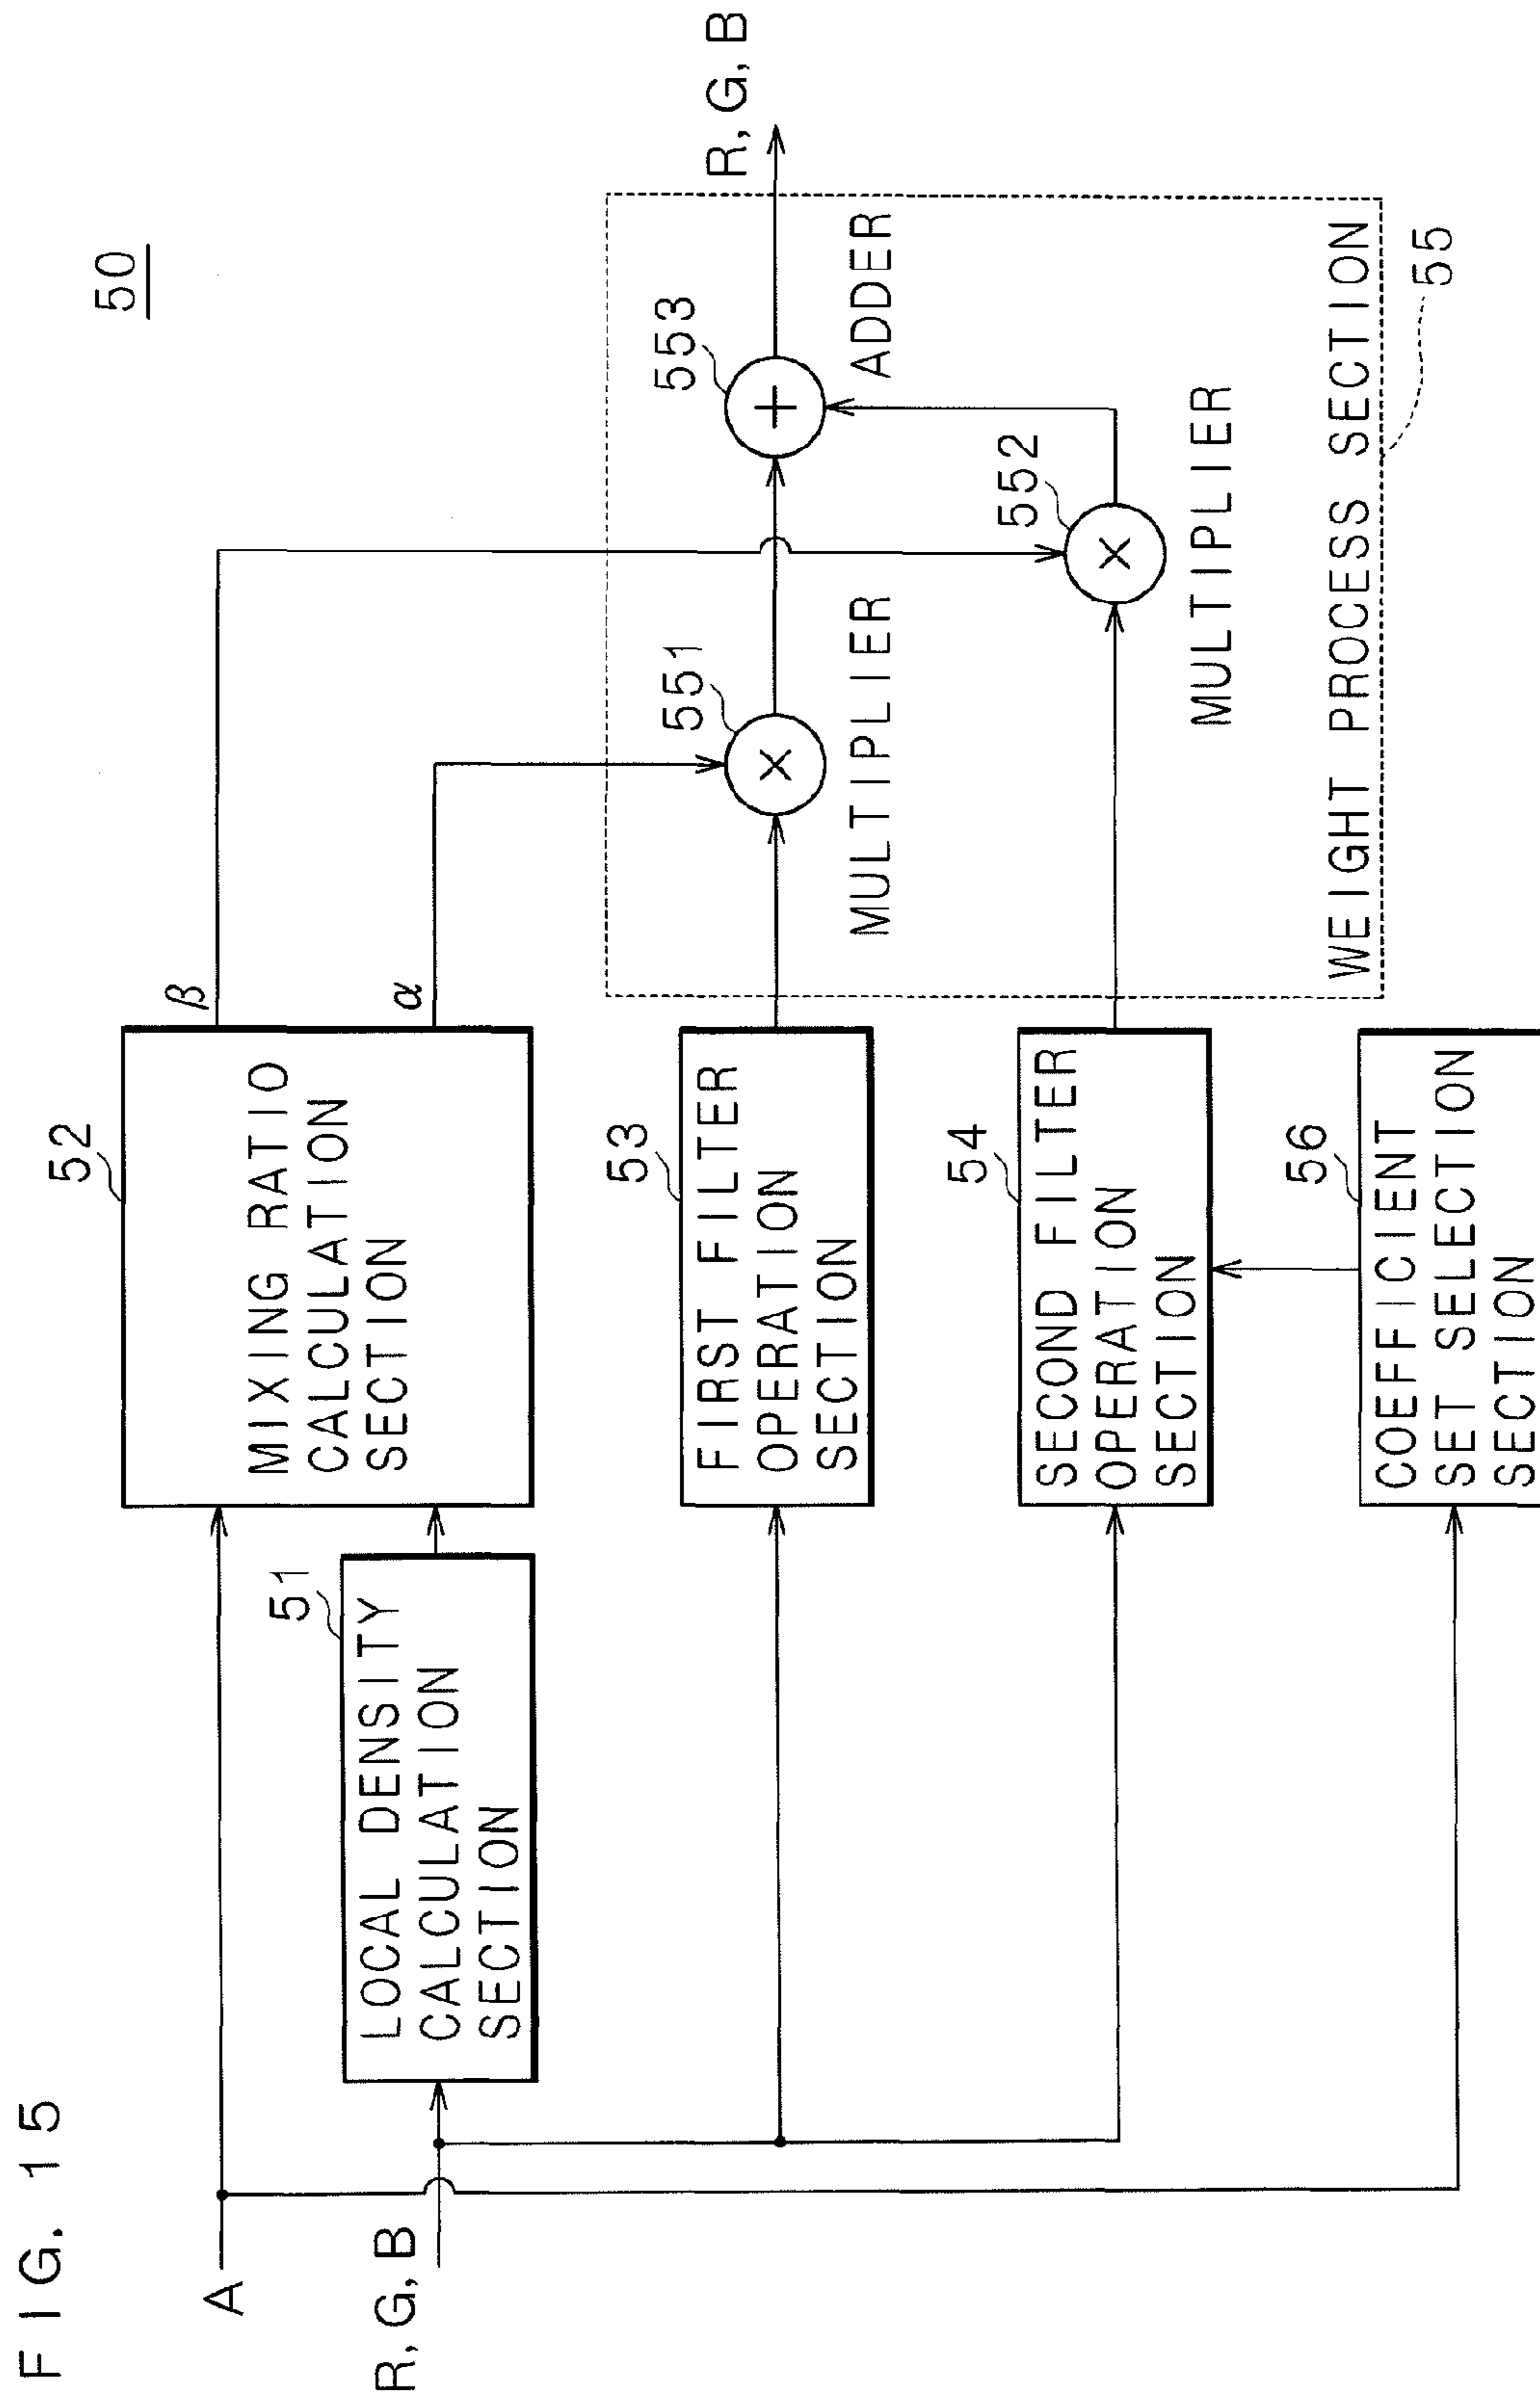 FIG. 15
50
A
R, G, B
51
LOCAL DENSITY
CALCULATION
SECTION
52
MIXING RATIO
CALCULATION
SECTION
β
α
53
FIRST FILTER
OPERATION
SECTION
54
SECOND FILTER
OPERATION
SECTION
56
COEFFICIENT
SET SELECTION
SECTION
551
×
MULTIPLIER
552
×
MULTIPLIER
553
+
ADDER
R, G, B
WEIGHT PROCESS SECTION
55